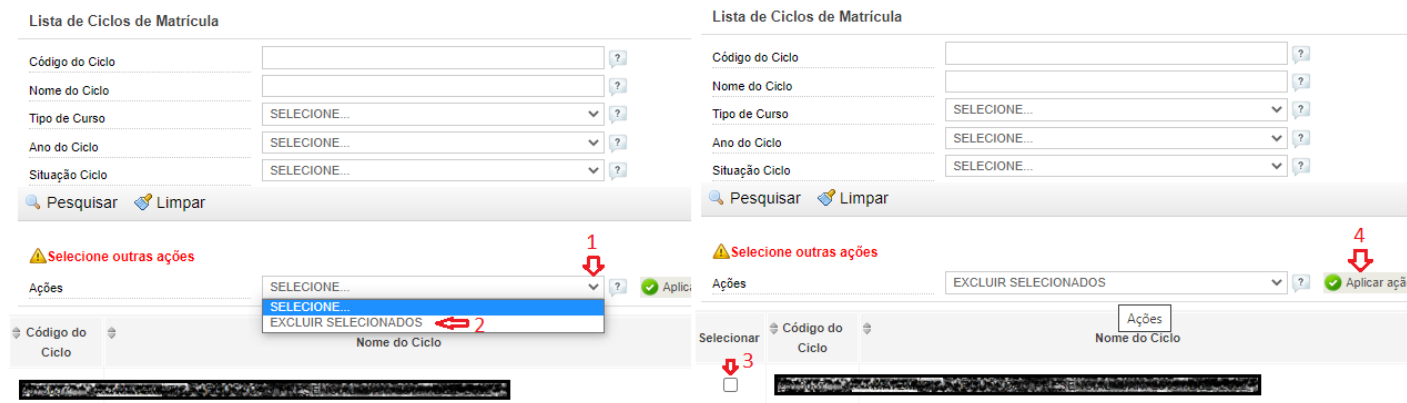 Lista de Ciclos de Matrícula
Código do Ciclo
?
Nome do Ciclo
?
Tipo de Curso
SELECIONE...
?
Ano do Ciclo
SELECIONE...
?
Situação Ciclo
SELECIONE...
?
Pesquisar Limpar
Selecione outras ações
1
Ações
SELECIONE...
?
SELECIONE...
EXCLUIR SELECIONADOS
2
Código do Ciclo
Nome do Ciclo
Lista de Ciclos de Matrícula
Código do Ciclo
?
Nome do Ciclo
?
Tipo de Curso
SELECIONE...
?
Ano do Ciclo
SELECIONE...
?
Situação Ciclo
SELECIONE...
?
Pesquisar Limpar
Selecione outras ações
4
Ações
EXCLUIR SELECIONADOS
?
Aplicar
Ações
Selecionar
Código do Ciclo
Nome do Ciclo
3